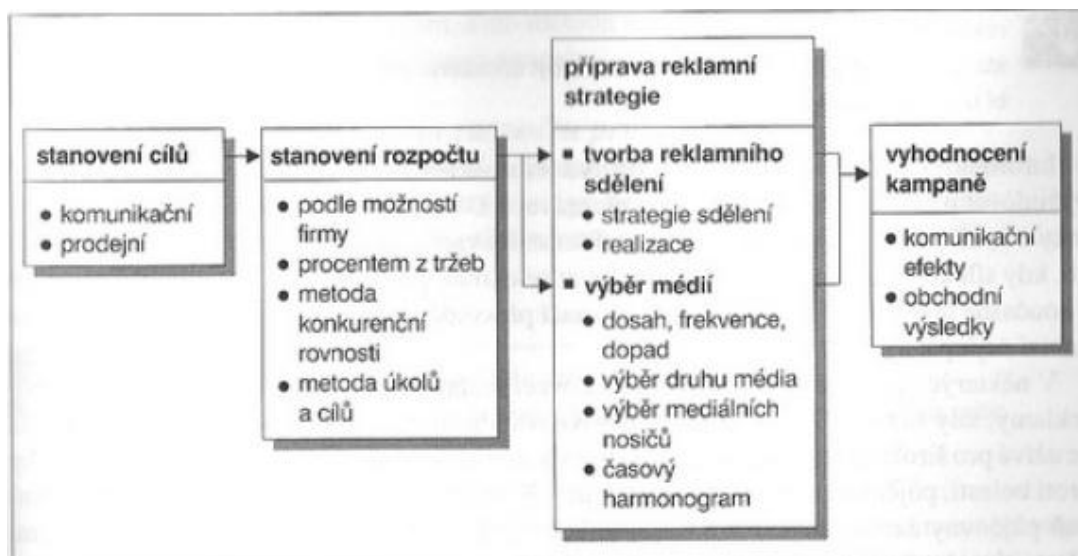 stanovení cílů
● komunikační
● prodejní
stanovení rozpočtu
● podle možností
firmy
● procentem z tržeb
● metoda
konkurenční
rovnosti
● metoda úkolů
a cílů
příprava reklamní
strategie
■ tvorba reklamního
sdělení
● strategie sdělení
● realizace
■ výběr médií
● dosah, frekvence,
dopad
● výběr druhu média
● výběr mediálních
nosičů
● časový
harmonogram
vyhodnocení
kampaně
● komunikační
efekty
● obchodní
výsledky
V některýc